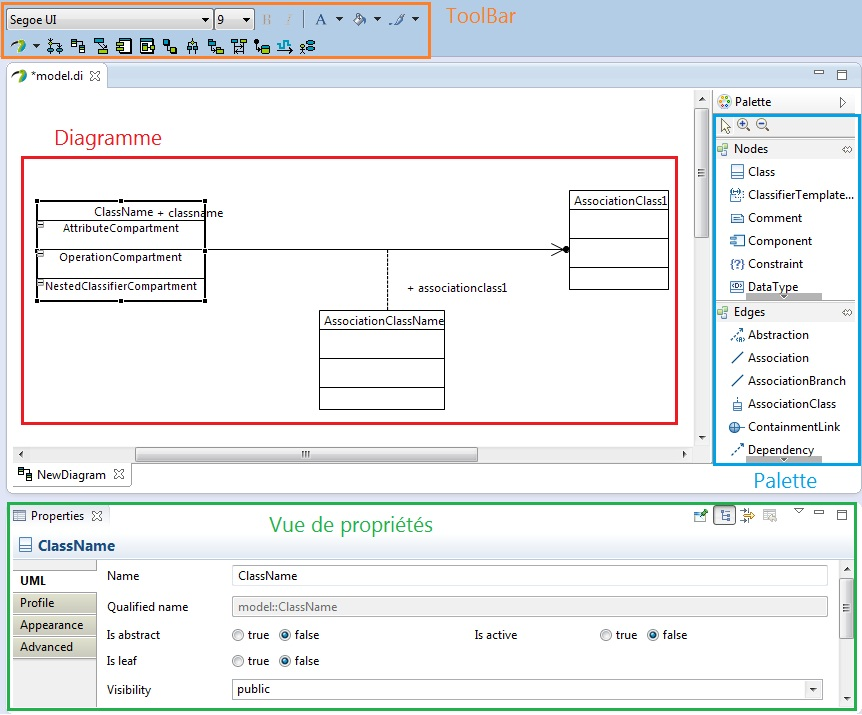 Segoe UI 9 B I A
ToolBar
*model.di
Palette
Diagramme
Nodes
Class
ClassifierTemplate...
Comment
Component
Constraint
DataType
Edges
Abstraction
Association
AssociationBranch
AssociationClass
ContainmentLink
Dependency
ClassName + classname
AttributeCompartment
OperationCompartment
NestedClassifierCompartment
AssociationClass1
+ associationclass1
AssociationClassName
NewDiagram
Palette
Properties
Vue de propriétés
ClassName
UML
Profile
Appearance
Advanced
Name ClassName
Qualified name model::ClassName
Is abstract true false Is active true false
Is leaf true false
Visibility public